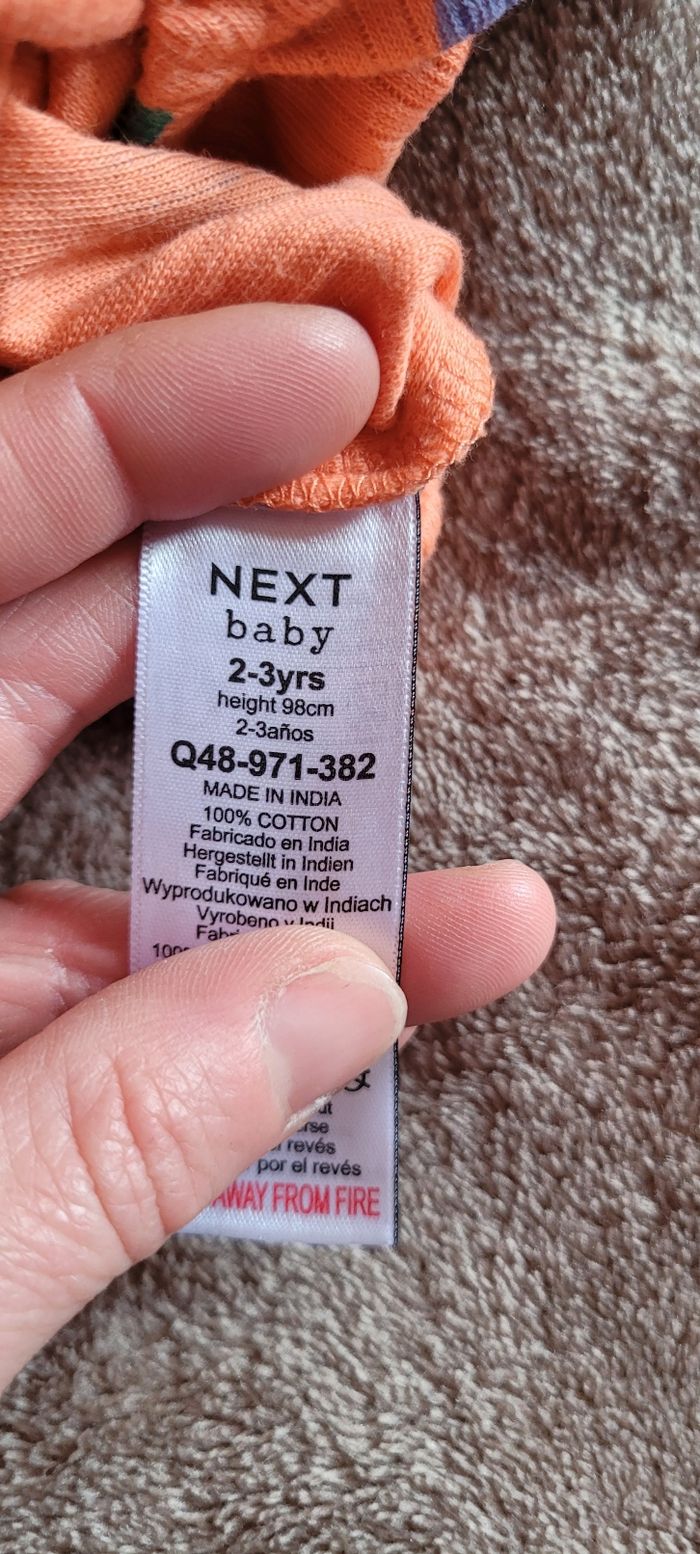 NEXT
baby
2-3yrs
height 98cm
2-3años
Q48-971-382
MADE IN INDIA
100% COTTON
Fabricado en India
Hergestellt in Indien
Fabriqué en Inde
Wyprodukowano w Indiach
Vyrobeno v Indii
revés
por el revés
AWAY FROM FIRE